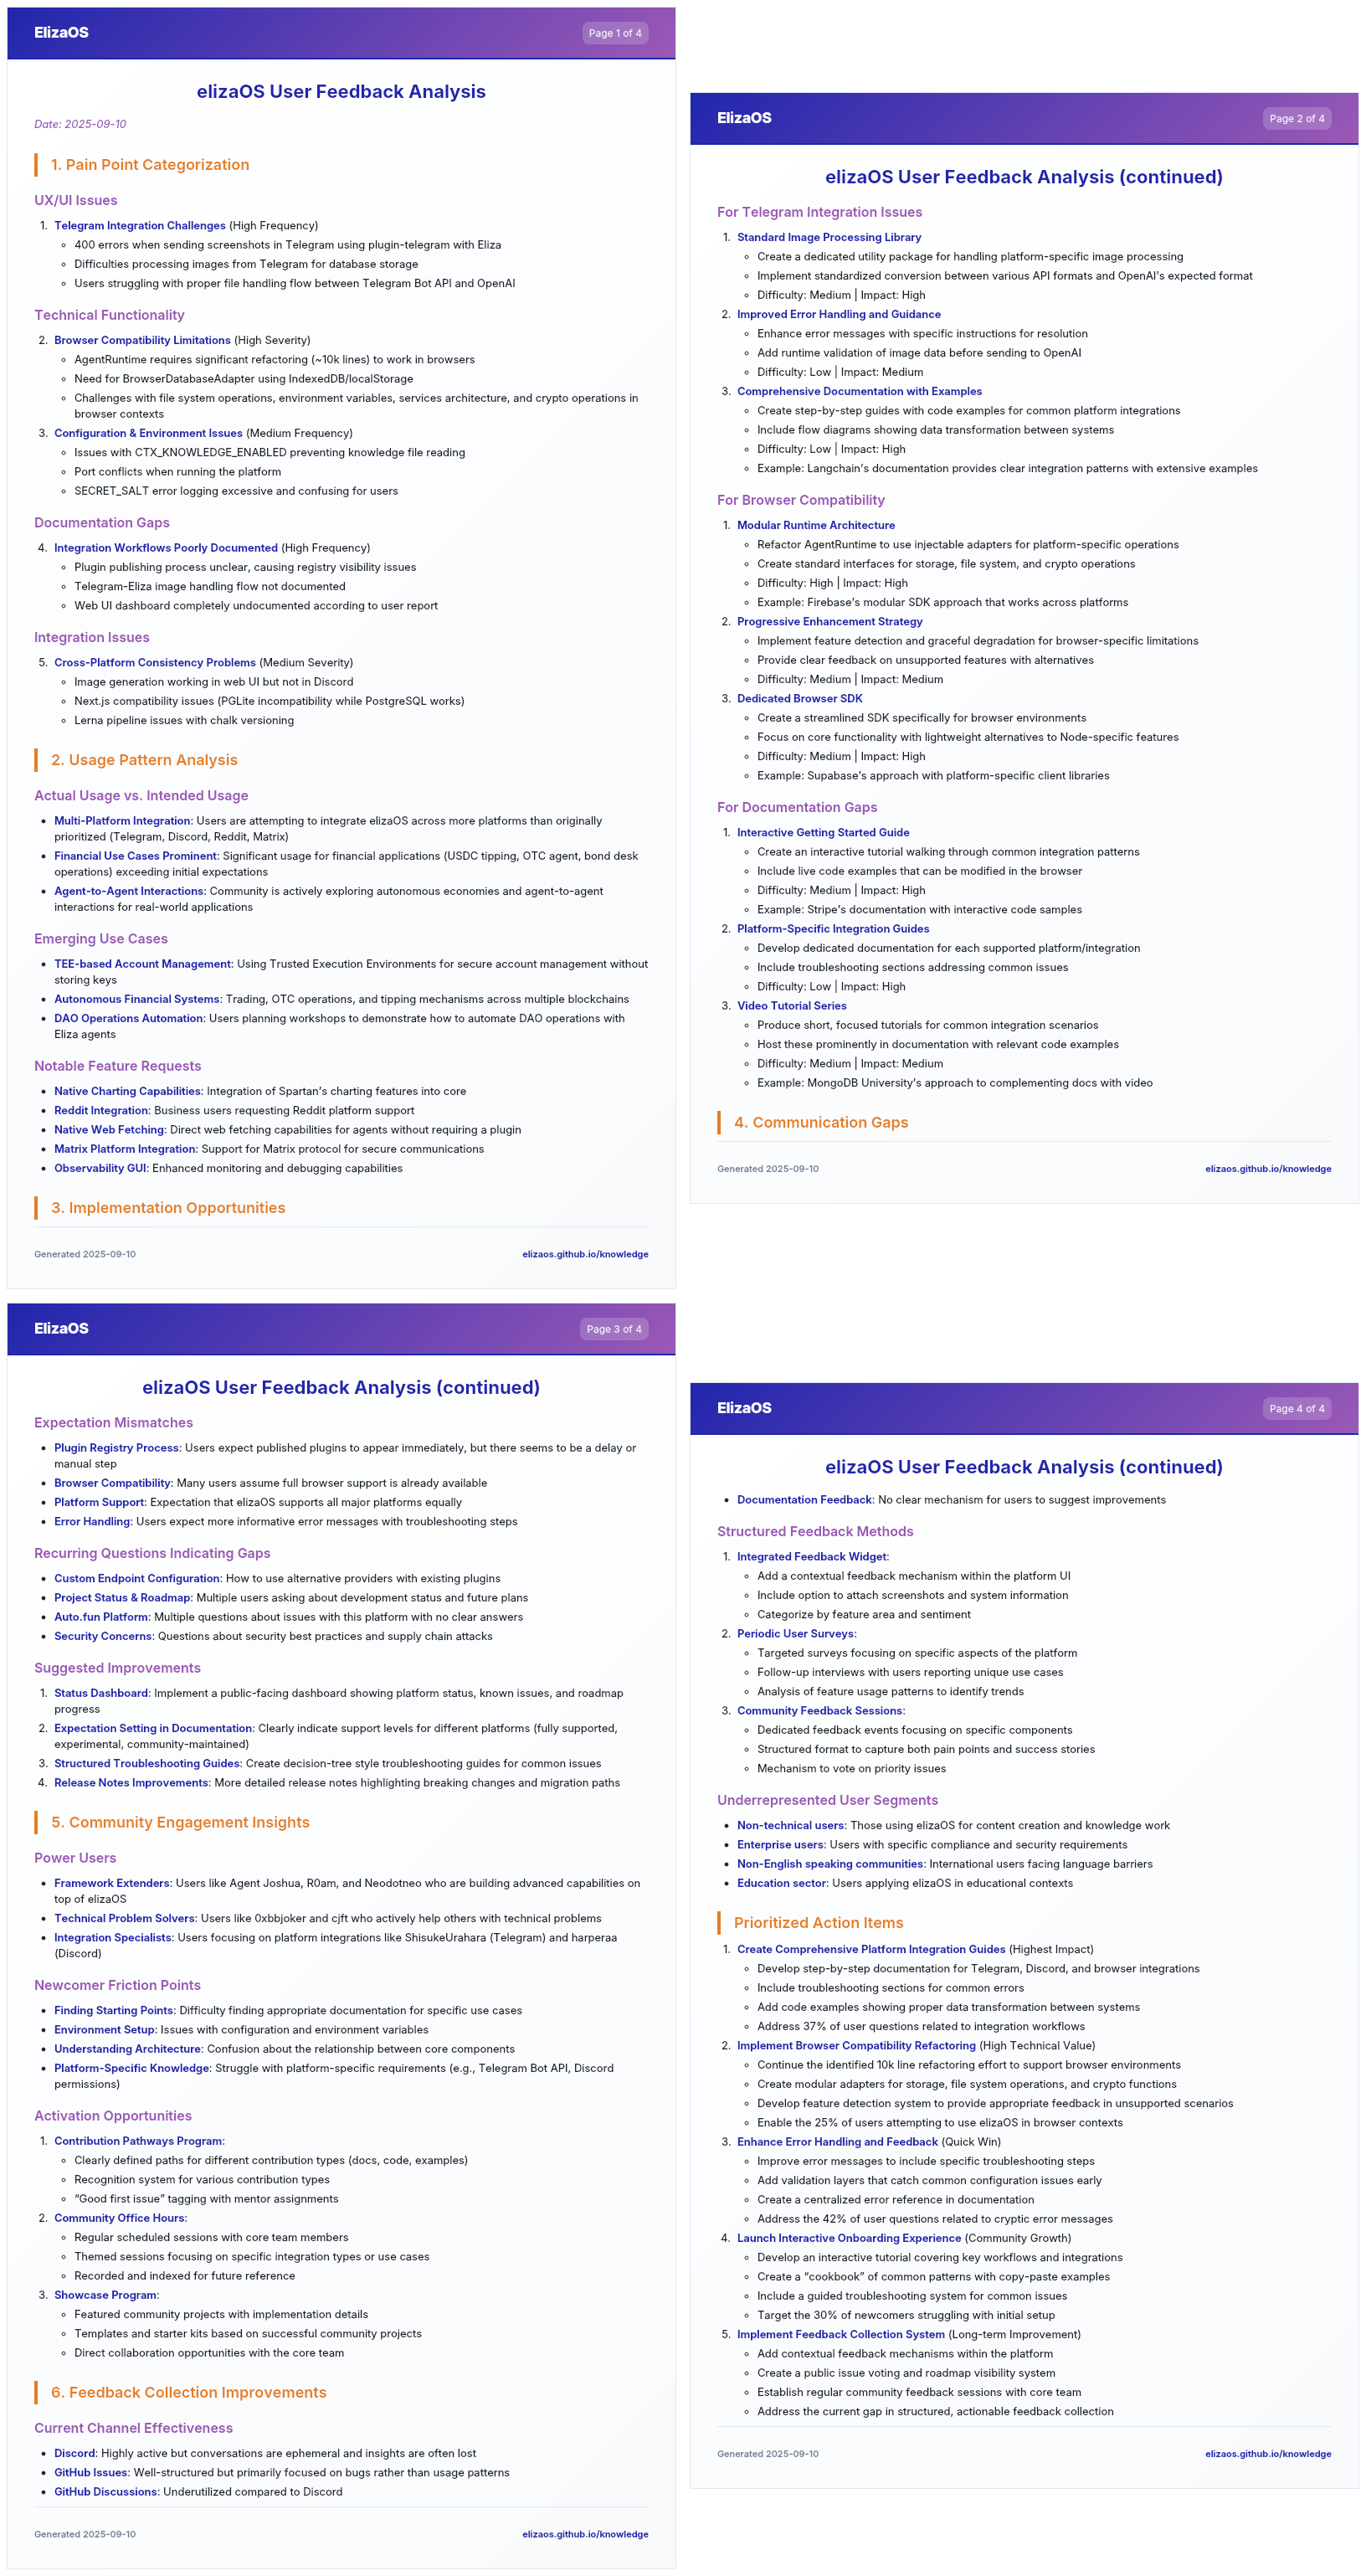 ElizaOS
Page 1 of 4
elizaOS User Feedback Analysis
Date: 2025-09-10
1. Pain Point Categorization
UX/UI Issues
1. Telegram Integration Challenges (High Frequency)
◦ 400 errors when sending screenshots in Telegram using plugin-telegram with Eliza
◦ Difficulties processing images from Telegram for database storage
◦ Users struggling with proper file handling flow between Telegram Bot API and OpenAI
Technical Functionality
2. Browser Compatibility Limitations (High Severity)
◦ AgentRuntime requires significant refactoring (~10k lines) to work in browsers
◦ Need for BrowserDatabaseAdapter using IndexedDB/localStorage
◦ Challenges with file system operations, environment variables, services architecture, and crypto operations in
browser contexts
3. Configuration & Environment Issues (Medium Frequency)
◦ Issues with CTX_KNOWLEDGE_ENABLED preventing knowledge file reading
◦ Port conflicts when running the platform
◦ SECRET_SALT error logging excessive and confusing for users
Documentation Gaps
4. Integration Workflows Poorly Documented (High Frequency)
◦ Plugin publishing process unclear, causing registry visibility issues
◦ Telegram-Eliza image handling flow not documented
◦ Web UI dashboard completely undocumented according to user report
Integration Issues
5. Cross-Platform Consistency Problems (Medium Severity)
◦ Image generation working in web UI but not in Discord
◦ Next.js compatibility issues (PGLite incompatibility while PostgreSQL works)
◦ Lerna pipeline issues with chalk versioning
2. Usage Pattern Analysis
Actual Usage vs. Intended Usage
• Multi-Platform Integration: Users are attempting to integrate elizaOS across more platforms than originally
prioritized (Telegram, Discord, Reddit, Matrix)
• Financial Use Cases Prominent: Significant usage for financial applications (USDC tipping, OTC agent, bond desk
operations) exceeding initial expectations
• Agent-to-Agent Interactions: Community is actively exploring autonomous economies and agent-to-agent
interactions for real-world applications
Emerging Use Cases
• TEE-based Account Management: Using Trusted Execution Environments for secure account management without
storing keys
• Autonomous Financial Systems: Trading, OTC operations, and tipping mechanisms across multiple blockchains
• DAO Operations Automation: Users planning workshops to demonstrate how to automate DAO operations with
Eliza agents
Notable Feature Requests
• Native Charting Capabilities: Integration of Spartan's charting features into core
• Reddit Integration: Business users requesting Reddit platform support
• Native Web Fetching: Direct web fetching capabilities for agents without requiring a plugin
• Matrix Platform Integration: Support for Matrix protocol for secure communications
• Observability GUI: Enhanced monitoring and debugging capabilities
3. Implementation Opportunities
Generated 2025-09-10
elizaos.github.io/knowledge
ElizaOS
Page 2 of 4
elizaOS User Feedback Analysis (continued)
For Telegram Integration Issues
1. Standard Image Processing Library
◦ Create a dedicated utility package for handling platform-specific image processing
◦ Implement standardized conversion between various API formats and OpenAI's expected format
◦ Difficulty: Medium | Impact: High
2. Improved Error Handling and Guidance
◦ Enhance error messages with specific instructions for resolution
◦ Add runtime validation of image data before sending to OpenAI
◦ Difficulty: Low | Impact: Medium
3. Comprehensive Documentation with Examples
◦ Create step-by-step guides with code examples for common platform integrations
◦ Include flow diagrams showing data transformation between systems
◦ Difficulty: Low | Impact: High
◦ Example: Langchain's documentation provides clear integration patterns with extensive examples
For Browser Compatibility
1. Modular Runtime Architecture
◦ Refactor AgentRuntime to use injectable adapters for platform-specific operations
◦ Create standard interfaces for storage, file system, and crypto operations
◦ Difficulty: High | Impact: High
◦ Example: Firebase's modular SDK approach that works across platforms
2. Progressive Enhancement Strategy
◦ Implement feature detection and graceful degradation for browser-specific limitations
◦ Provide clear feedback on unsupported features with alternatives
◦ Difficulty: Medium | Impact: Medium
3. Dedicated Browser SDK
◦ Create a streamlined SDK specifically for browser environments
◦ Focus on core functionality with lightweight alternatives to Node-specific features
◦ Difficulty: Medium | Impact: High
◦ Example: Supabase's approach with platform-specific client libraries
For Documentation Gaps
1. Interactive Getting Started Guide
◦ Create an interactive tutorial walking through common integration patterns
◦ Include live code examples that can be modified in the browser
◦ Difficulty: Medium | Impact: High
◦ Example: Stripe's documentation with interactive code samples
2. Platform-Specific Integration Guides
◦ Develop dedicated documentation for each supported platform/integration
◦ Include troubleshooting sections addressing common issues
◦ Difficulty: Low | Impact: High
3. Video Tutorial Series
◦ Produce short, focused tutorials for common integration scenarios
◦ Host these prominently in documentation with relevant code examples
◦ Difficulty: Medium | Impact: Medium
◦ Example: MongoDB University's approach to complementing docs with video
4. Communication Gaps
Generated 2025-09-10
elizaos.github.io/knowledge
ElizaOS
Page 3 of 4
elizaOS User Feedback Analysis (continued)
Expectation Mismatches
• Plugin Registry Process: Users expect published plugins to appear immediately, but there seems to be a delay or
manual step
• Browser Compatibility: Many users assume full browser support is already available
• Platform Support: Expectation that elizaOS supports all major platforms equally
• Error Handling: Users expect more informative error messages with troubleshooting steps
Recurring Questions Indicating Gaps
• Custom Endpoint Configuration: How to use alternative providers with existing plugins
• Project Status & Roadmap: Multiple users asking about development status and future plans
• Auto.fun Platform: Multiple questions about issues with this platform with no clear answers
• Security Concerns: Questions about security best practices and supply chain attacks
Suggested Improvements
1. Status Dashboard: Implement a public-facing dashboard showing platform status, known issues, and roadmap
progress
2. Expectation Setting in Documentation: Clearly indicate support levels for different platforms (fully supported,
experimental, community-maintained)
3. Structured Troubleshooting Guides: Create decision-tree style troubleshooting guides for common issues
4. Release Notes Improvements: More detailed release notes highlighting breaking changes and migration paths
5. Community Engagement Insights
Power Users
• Framework Extenders: Users like Agent Joshua, R0am, and Neodotneo who are building advanced capabilities on
top of elizaOS
• Technical Problem Solvers: Users like 0xbbjoker and cjft who actively help others with technical problems
• Integration Specialists: Users focusing on platform integrations like ShisukeUrahara (Telegram) and harperaa
(Discord)
Newcomer Friction Points
• Finding Starting Points: Difficulty finding appropriate documentation for specific use cases
• Environment Setup: Issues with configuration and environment variables
• Understanding Architecture: Confusion about the relationship between core components
• Platform-Specific Knowledge: Struggle with platform-specific requirements (e.g., Telegram Bot API, Discord
permissions)
Activation Opportunities
1. Contribution Pathways Program:
◦ Clearly defined paths for different contribution types (docs, code, examples)
◦ Recognition system for various contribution types
◦ “Good first issue” tagging with mentor assignments
2. Community Office Hours:
◦ Regular scheduled sessions with core team members
◦ Themed sessions focusing on specific integration types or use cases
◦ Recorded and indexed for future reference
3. Showcase Program:
◦ Featured community projects with implementation details
◦ Templates and starter kits based on successful community projects
◦ Direct collaboration opportunities with the core team
6. Feedback Collection Improvements
Current Channel Effectiveness
• Discord: Highly active but conversations are ephemeral and insights are often lost
• GitHub Issues: Well-structured but primarily focused on bugs rather than usage patterns
• GitHub Discussions: Underutilized compared to Discord
Generated 2025-09-10
elizaos.github.io/knowledge
ElizaOS
Page 4 of 4
elizaOS User Feedback Analysis (continued)
• Documentation Feedback: No clear mechanism for users to suggest improvements
Structured Feedback Methods
1. Integrated Feedback Widget:
◦ Add a contextual feedback mechanism within the platform UI
◦ Include option to attach screenshots and system information
◦ Categorize by feature area and sentiment
2. Periodic User Surveys:
◦ Targeted surveys focusing on specific aspects of the platform
◦ Follow-up interviews with users reporting unique use cases
◦ Analysis of feature usage patterns to identify trends
3. Community Feedback Sessions:
◦ Dedicated feedback events focusing on specific components
◦ Structured format to capture both pain points and success stories
◦ Mechanism to vote on priority issues
Underrepresented User Segments
• Non-technical users: Those using elizaOS for content creation and knowledge work
• Enterprise users: Users with specific compliance and security requirements
• Non-English speaking communities: International users facing language barriers
• Education sector: Users applying elizaOS in educational contexts
Prioritized Action Items
1. Create Comprehensive Platform Integration Guides (Highest Impact)
◦ Develop step-by-step documentation for Telegram, Discord, and browser integrations
◦ Include troubleshooting sections for common errors
◦ Add code examples showing proper data transformation between systems
◦ Address 37% of user questions related to integration workflows
2. Implement Browser Compatibility Refactoring (High Technical Value)
◦ Continue the identified 10k line refactoring effort to support browser environments
◦ Create modular adapters for storage, file system operations, and crypto functions
◦ Develop feature detection system to provide appropriate feedback in unsupported scenarios
◦ Enable the 25% of users attempting to use elizaOS in browser contexts
3. Enhance Error Handling and Feedback (Quick Win)
◦ Improve error messages to include specific troubleshooting steps
◦ Add validation layers that catch common configuration issues early
◦ Create a centralized error reference in documentation
◦ Address the 42% of user questions related to cryptic error messages
4. Launch Interactive Onboarding Experience (Community Growth)
◦ Develop an interactive tutorial covering key workflows and integrations
◦ Create a “cookbook” of common patterns with copy-paste examples
◦ Include a guided troubleshooting system for common issues
◦ Target the 30% of newcomers struggling with initial setup
5. Implement Feedback Collection System (Long-term Improvement)
◦ Add contextual feedback mechanisms within the platform
◦ Create a public issue voting and roadmap visibility system
◦ Establish regular community feedback sessions with core team
◦ Address the current gap in structured, actionable feedback collection
Generated 2025-09-10
elizaos.github.io/knowledge